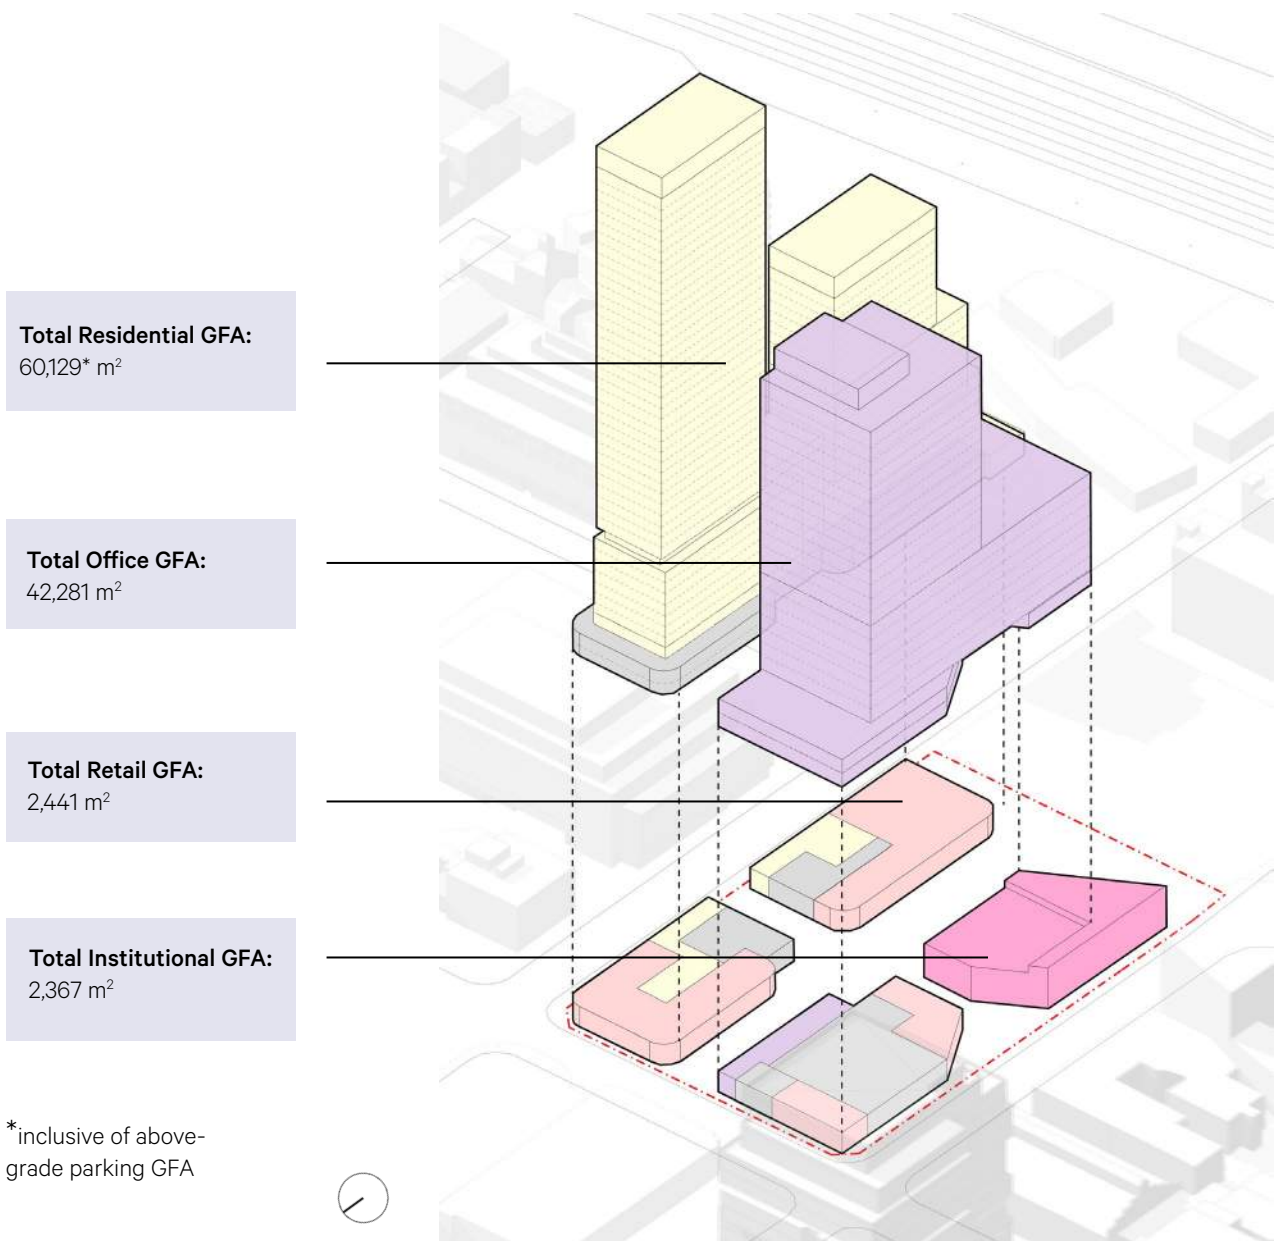 Total Residential GFA:
60,129* m²
Total Office GFA:
42,281 m²
Total Retail GFA:
2,441 m²
Total Institutional GFA:
2,367 m²
*inclusive of above-
grade parking GFA